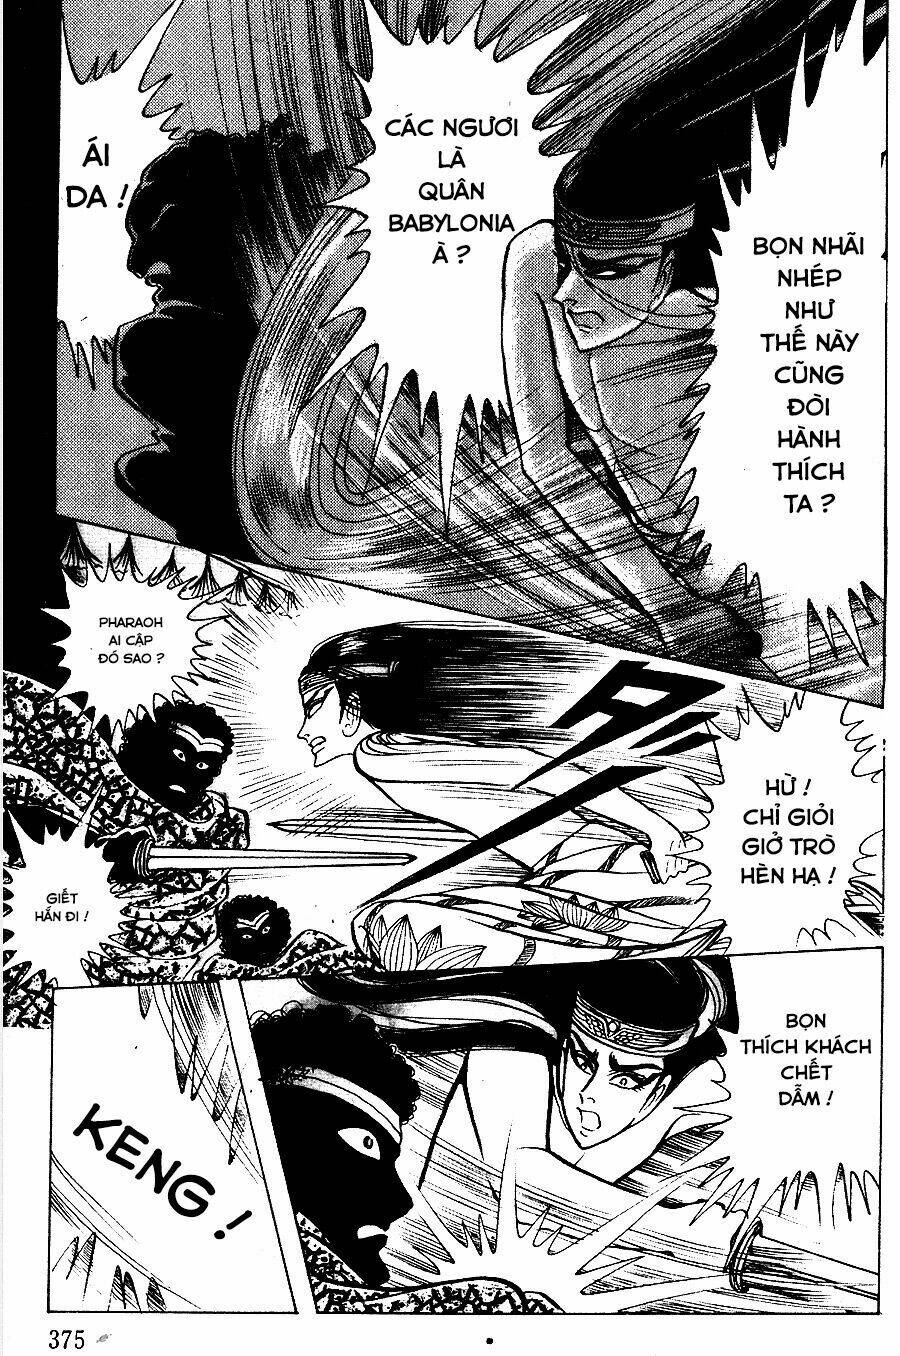 ÁI
DA !
CÁC NGƯƠI
LÀ
QUÂN
BABYLONIA
À ?
BỌN NHÃI
NHÉP
NHƯ
THẾ NÀY
CŨNG
ĐÒI
HÀNH
THÍCH
TA ?
PHARAOH
AI CẬP
ĐÓ SAO ?
ダッ
HỪ !
CHỈ GIỎI
GIỞ TRÒ
HÈN HẠ !
GIẾT
HẮN ĐI !
BỌN
THÍCH KHÁCH
CHẾT
DẪM !
KENG !
375